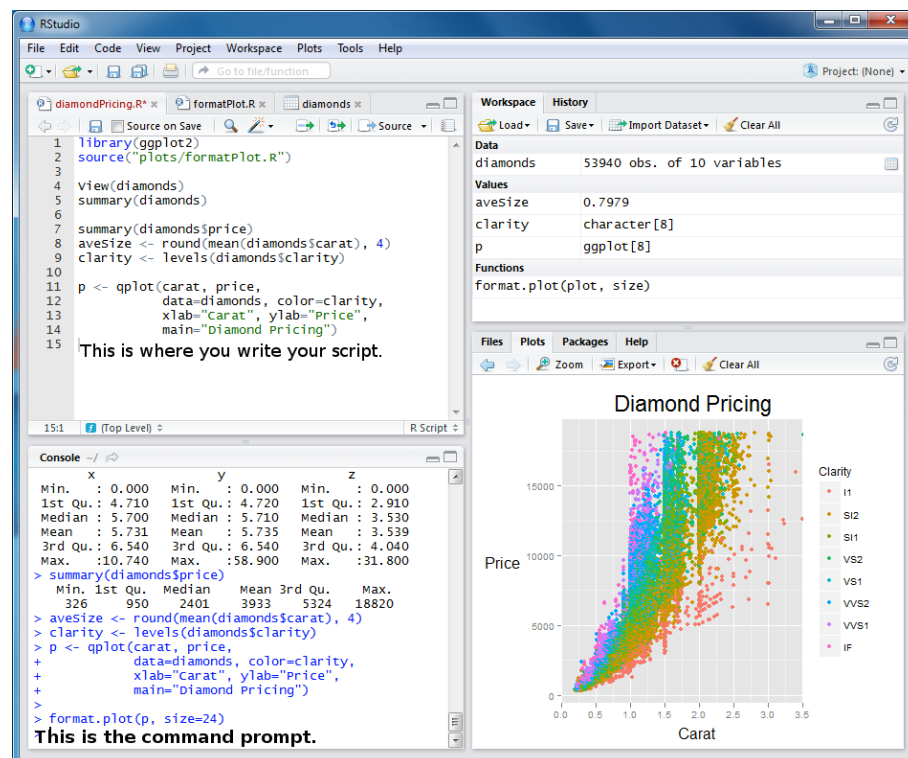 RStudio
File Edit Code View Project Workspace Plots Tools Help
Go to file/function
Project: (None)
diamondPricing.R* × formatPlot.R × diamonds ×
Source on Save Source
1 library(ggplot2)
2 source("plots/formatPlot.R")
3
4 View(diamonds)
5 summary(diamonds)
6
7 summary(diamonds$price)
8 aveSize <- round(mean(diamonds$carat), 4)
9 clarity <- levels(diamonds$clarity)
10
11 p <- qplot(carat, price,
12 data=diamonds, color=clarity,
13 xlab="Carat", ylab="Price",
14 main="Diamond Pricing")
15
This is where you write your script.
15:1 (Top Level) R Script
Console ~/
x y z
Min. : 0.000 Min. : 0.000 Min. : 0.000
1st Qu.: 4.710 1st Qu.: 4.720 1st Qu.: 2.910
Median : 5.700 Median : 5.710 Median : 3.530
Mean : 5.731 Mean : 5.735 Mean : 3.539
3rd Qu.: 6.540 3rd Qu.: 6.540 3rd Qu.: 4.040
Max. :10.740 Max. :58.900 Max. :31.800
> summary(diamonds$price)
Min. 1st Qu. Median Mean 3rd Qu. Max.
326 950 2401 3933 5324 18820
> aveSize <- round(mean(diamonds$carat), 4)
> clarity <- levels(diamonds$clarity)
> p <- qplot(carat, price,
+ data=diamonds, color=clarity,
+ xlab="Carat", ylab="Price",
+ main="Diamond Pricing")
>
> format.plot(p, size=24)
This is the command prompt.
Workspace History
Load Save Import Dataset Clear All
Data
diamonds 53940 obs. of 10 variables
Values
aveSize 0.7979
clarity character[8]
p ggplot[8]
Functions
format.plot(plot, size)
Files Plots Packages Help
Zoom Export Clear All
Diamond Pricing
Price
15000
10000
5000
0
0.0 0.5 1.0 1.5 2.0 2.5 3.0 3.5
Carat
Clarity
I1
SI2
SI1
VS2
VS1
VVS2
VVS1
IF